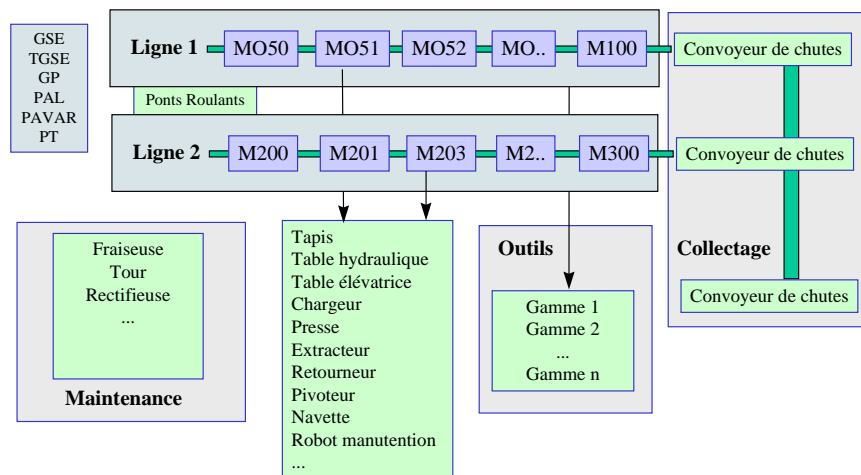 GSE
TGSE
GP
PAL
PAVAR
PT
Ligne 1
MO50
MO51
MO52
MO..
M100
Convoyeur de chutes
Ponts Roulants
Ligne 2
M200
M201
M203
M2..
M300
Convoyeur de chutes
Fraiseuse
Tour
Rectifieuse
...
Maintenance
Tapis
Table hydraulique
Table élévatrice
Chargeur
Presse
Extracteur
Retourneur
Pivoteur
Navette
Robot manutention
...
Outils
Gamme 1
Gamme 2
...
Gamme n
Collectage
Convoyeur de chutes